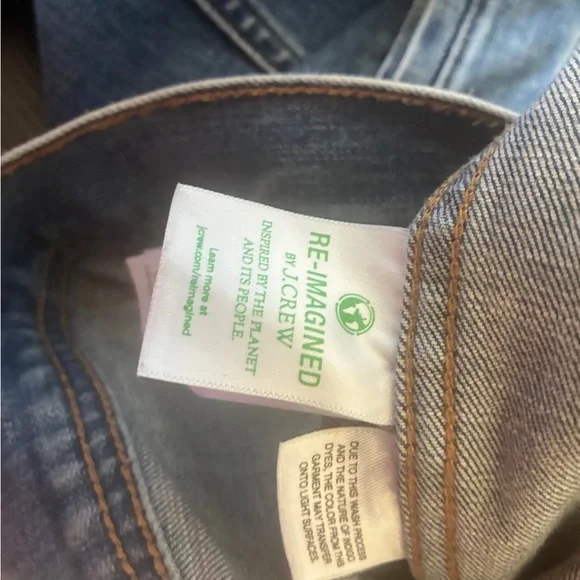 RE-IMAGINED
BY J.CREW
INSPIRED BY THE PLANET
AND ITS PEOPLE.
Learn more at
jcrew.com/reimagined
DUE TO THIS WASH PROCESS
AND THE NATURE OF INDIGO
DYES, THE COLOR FROM THIS
GARMENT MAY TRANSFER
ONTO LIGHT SURFACES.